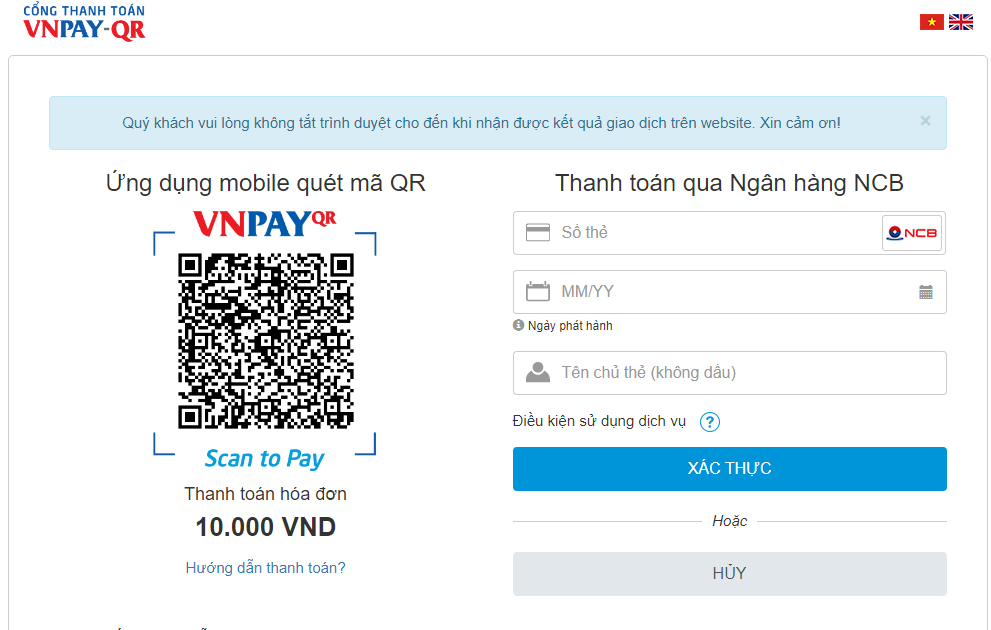 CỔNG THANH TOÁN
VNPAY-QR
Quý khách vui lòng không tắt trình duyệt cho đến khi nhận được kết quả giao dịch trên website. Xin cảm ơn!
×
Ứng dụng mobile quét mã QR
VNPAYQR
Scan to Pay
Thanh toán hóa đơn
10.000 VND
Hướng dẫn thanh toán?
Thanh toán qua Ngân hàng NCB
Số thẻ
NCB
MM/YY
Ngày phát hành
Tên chủ thẻ (không dấu)
Điều kiện sử dụng dịch vụ ?
XÁC THỰC
Hoặc
HỦY